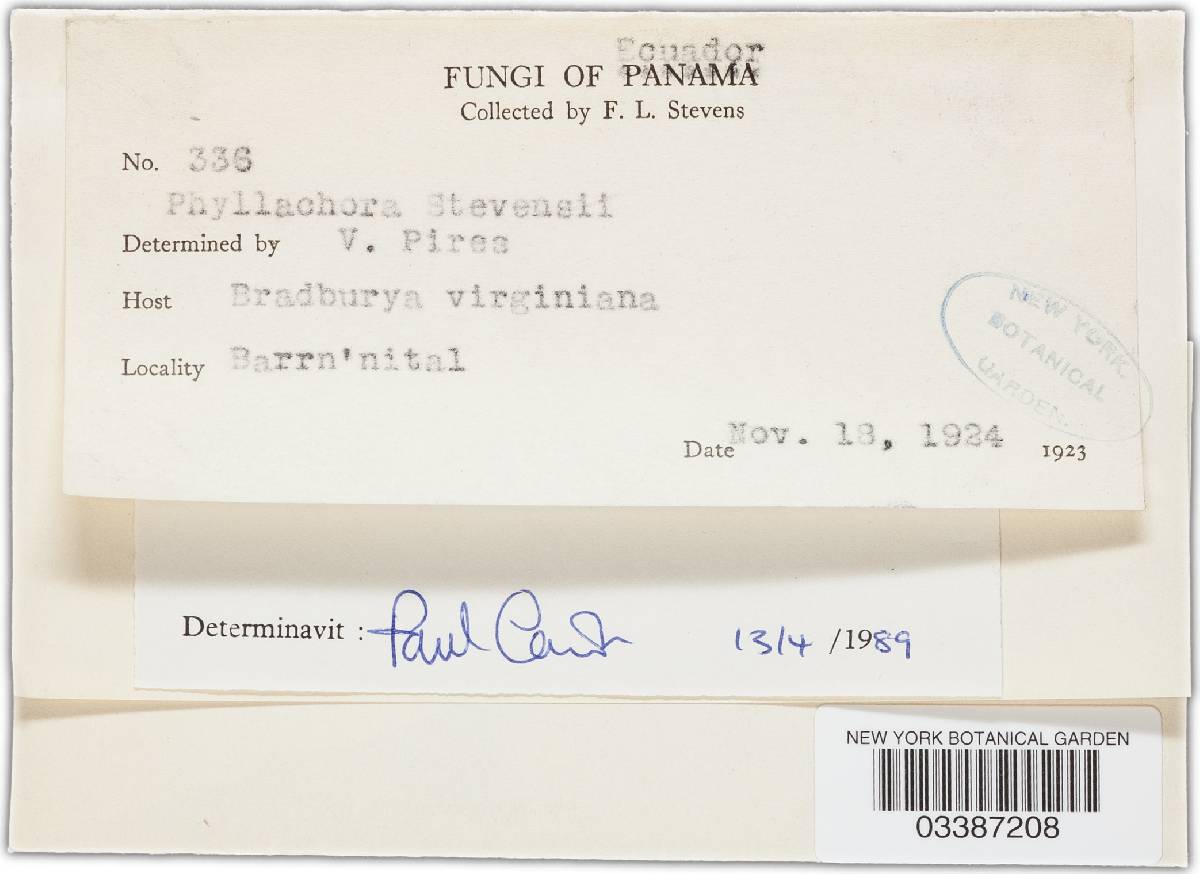 Ecuador
FUNGI OF PANAMA
Collected by F. L. Stevens
No. 336
Phyllachora Stevensii
Determined by V. Pires
Host Bradburya virginiana
Locality Barrn'nital
NEW YORK
BOTANICAL
GARDEN.
Date Nov. 18, 1924 1923
Determinavit : Paul 13/4 /1989
NEW YORK BOTANICAL GARDEN
03387208